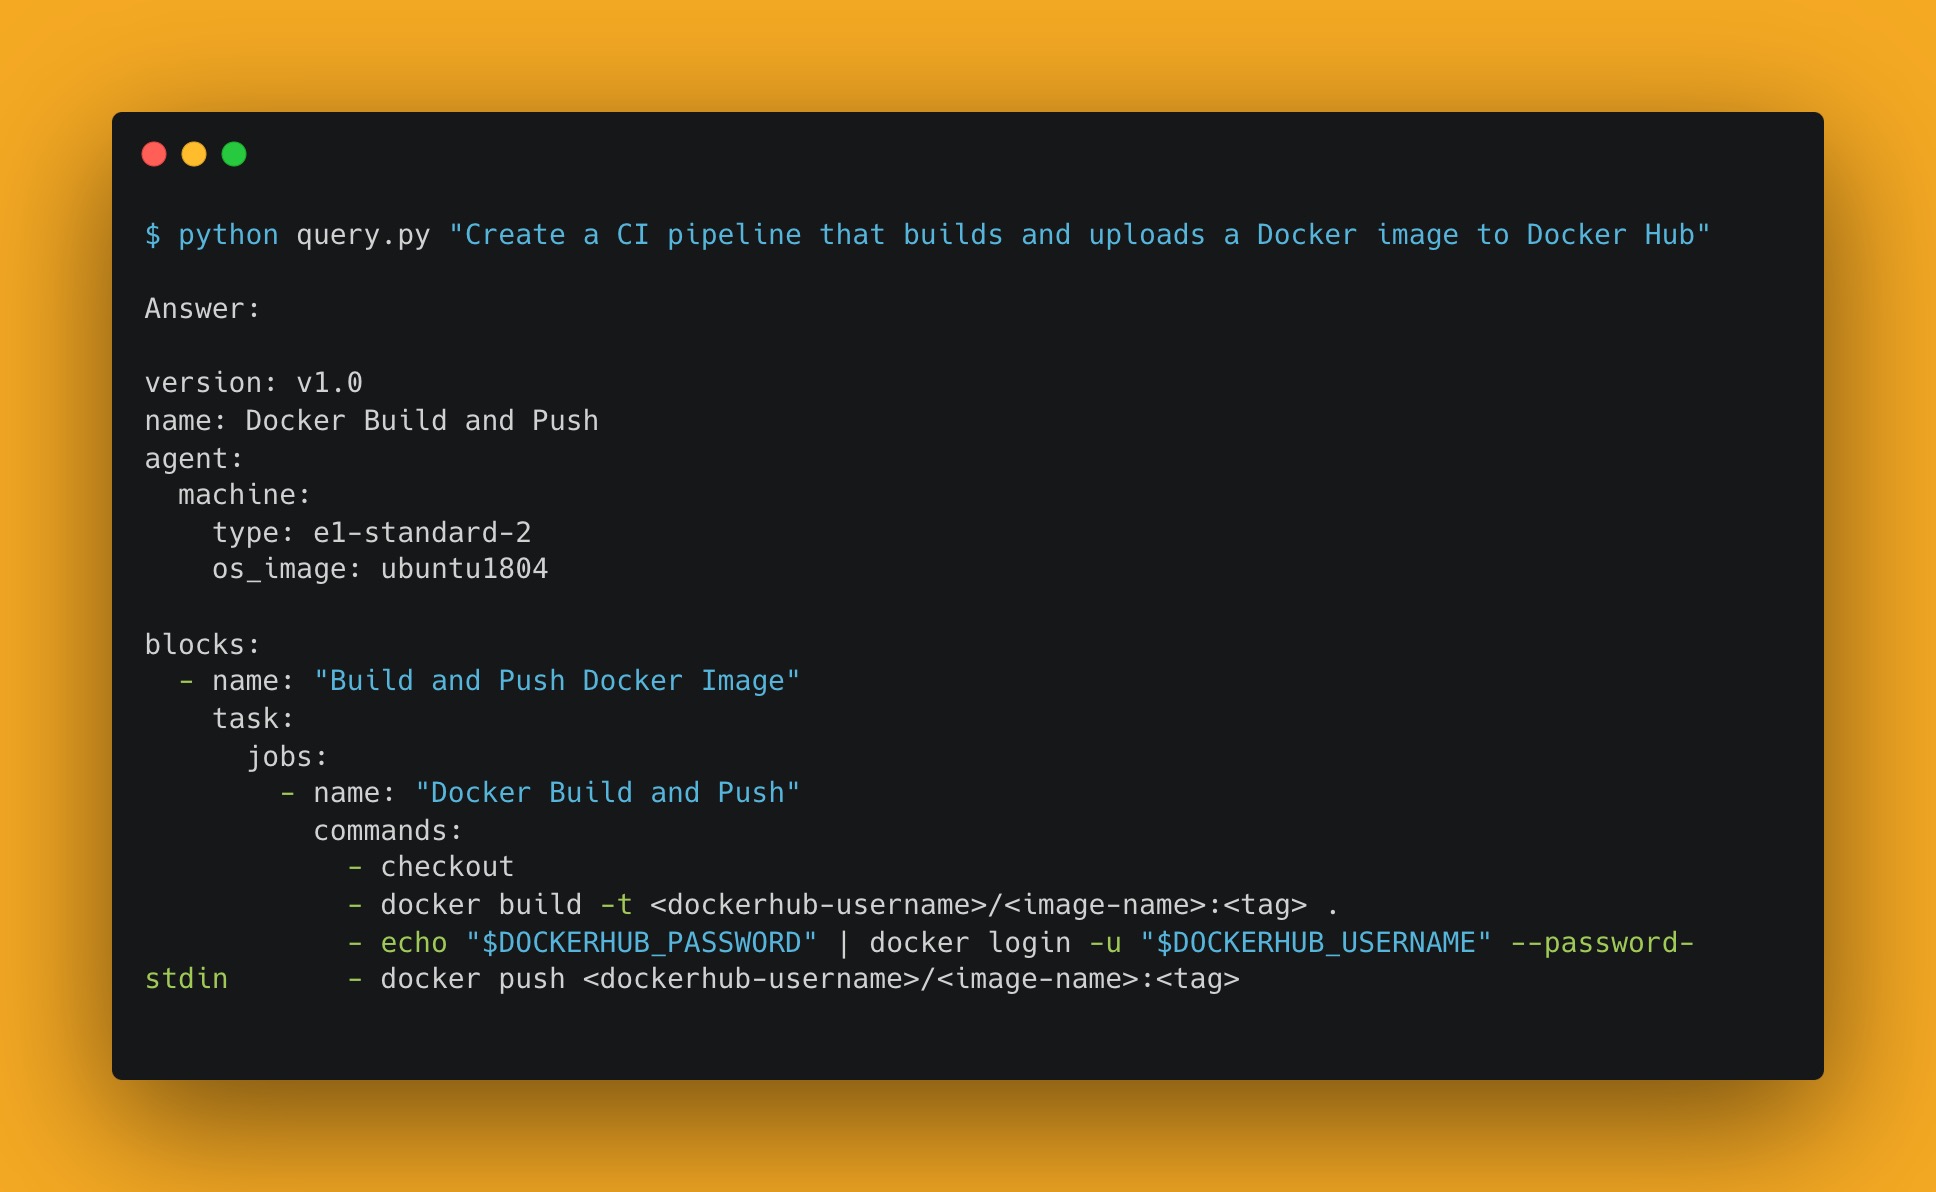 $ python query.py "Create a CI pipeline that builds and uploads a Docker image to Docker Hub"
Answer:
version: v1.0
name: Docker Build and Push
agent:
  machine:
    type: e1-standard-2
    os_image: ubuntu1804
blocks:
  - name: "Build and Push Docker Image"
    task:
      jobs:
        - name: "Docker Build and Push"
          commands:
            - checkout
            - docker build -t <dockerhub-username>/<image-name>:<tag> .
            - echo "$DOCKERHUB_PASSWORD" | docker login -u "$DOCKERHUB_USERNAME" --password-
stdin       - docker push <dockerhub-username>/<image-name>:<tag>